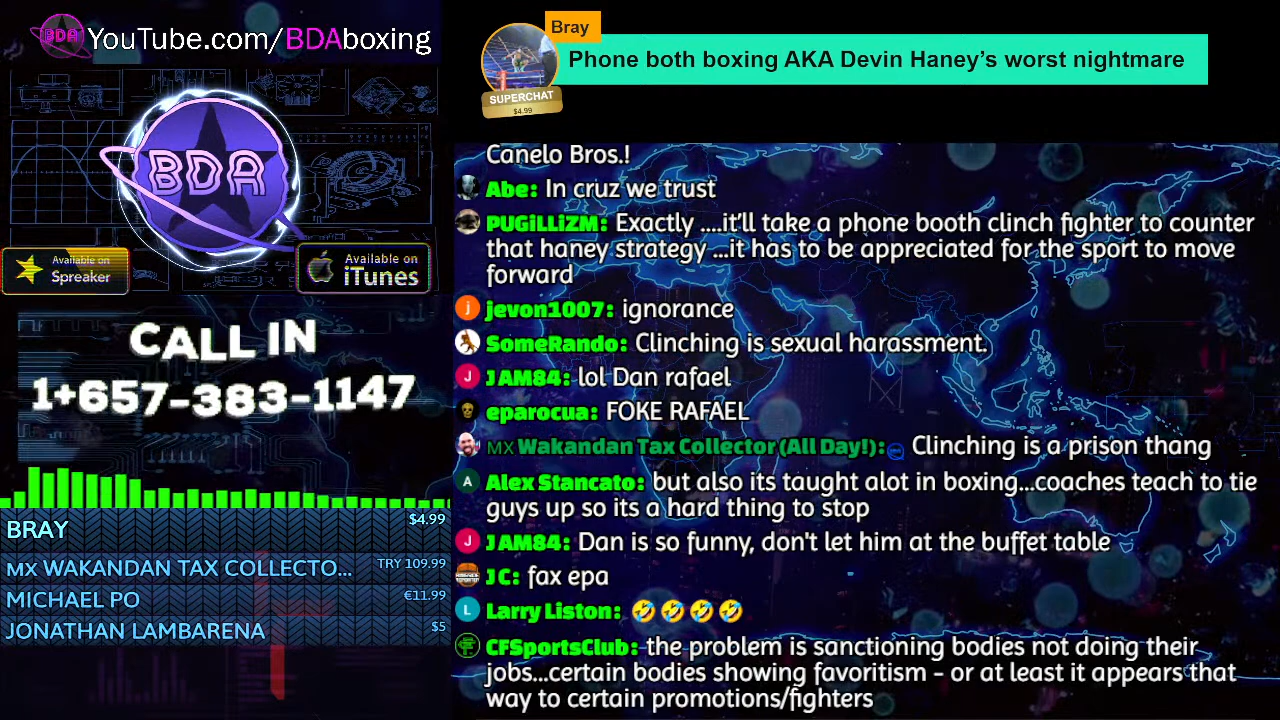 BDA YouTube.com/BDAboxing
BDA
Available on
Spreaker
Available on
iTunes
CALL IN
1+657-383-1147
BRAY $4.99
MX WAKANDAN TAX COLLECTO... TRY 109.99
MICHAEL PO €11.99
JONATHAN LAMBARENA $5
Bray
Phone both boxing AKA Devin Haney’s worst nightmare
SUPERCHAT
$4.99
Canelo Bros.!
Abe: In cruz we trust
PUGiLLiZM: Exactly ....it’ll take a phone booth clinch fighter to counter
that haney strategy ...it has to be appreciated for the sport to move
forward
j jevon1007: ignorance
SomeRando: Clinching is sexual harassment.
J JAM84: lol Dan rafael
eparocua: FOKE RAFAEL
MX Wakandan Tax Collector (All Day!): Clinching is a prison thang
A Alex Stancato: but also its taught alot in boxing...coaches teach to tie
guys up so its a hard thing to stop
J JAM84: Dan is so funny, don't let him at the buffet table
JC: fax epa
L Larry Liston: 🤣 🤣 🤣 🤣
CFSportsClub: the problem is sanctioning bodies not doing their
jobs...certain bodies showing favoritism - or at least it appears that
way to certain promotions/fighters